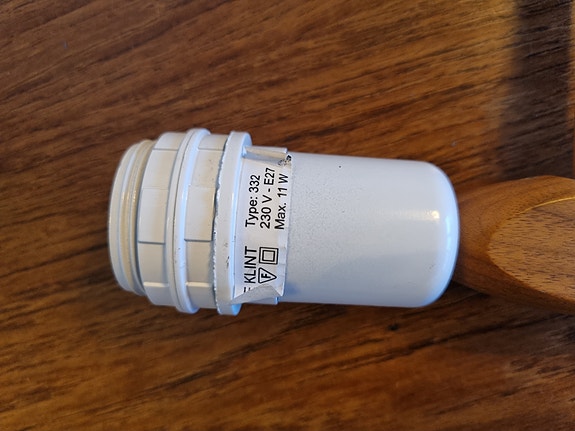 KLINT
F
Type: 332
230 V - E27
Max. 11 W